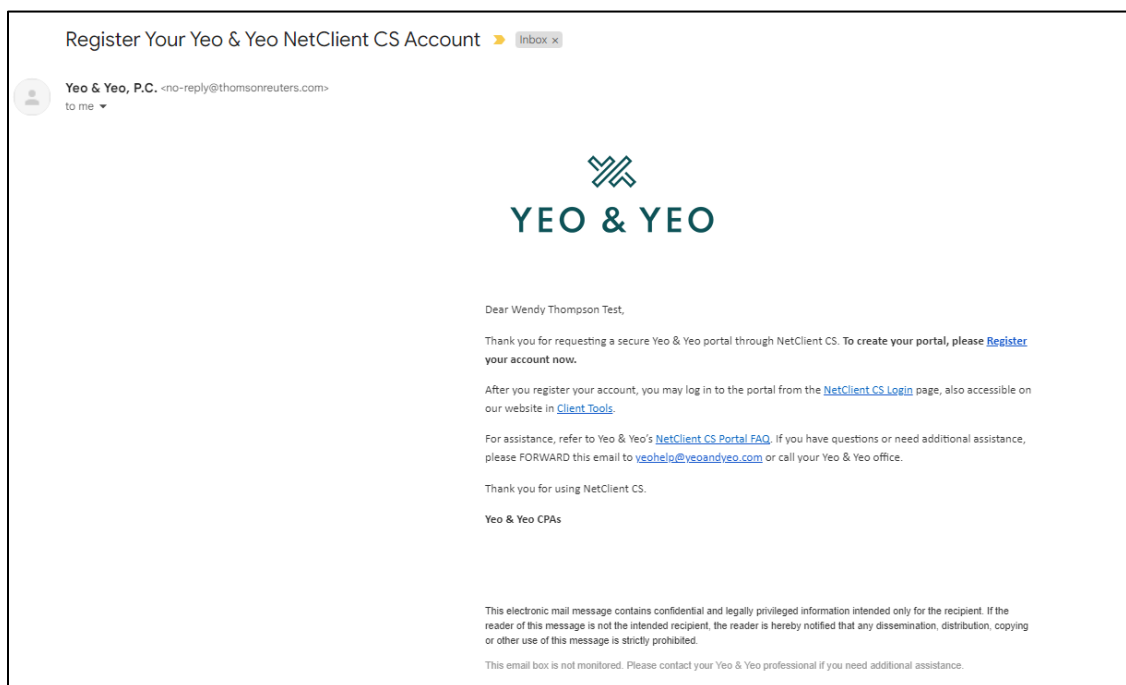 Register Your Yeo & Yeo NetClient CS Account
Inbox ×
Yeo & Yeo, P.C. <no-reply@thomsonreuters.com>
to me
YEO & YEO
Dear Wendy Thompson Test,
Thank you for requesting a secure Yeo & Yeo portal through NetClient CS. To create your portal, please Register
your account now.
After you register your account, you may log in to the portal from the NetClient CS Login page, also accessible on
our website in Client Tools.
For assistance, refer to Yeo & Yeo's NetClient CS Portal FAQ. If you have questions or need additional assistance,
please FORWARD this email to yeohelp@yeoandyeo.com or call your Yeo & Yeo office.
Thank you for using NetClient CS.
Yeo & Yeo CPAs
This electronic mail message contains confidential and legally privileged information intended only for the recipient. If the
reader of this message is not the intended recipient, the reader is hereby notified that any dissemination, distribution, copying
or other use of this message is strictly prohibited.
This email box is not monitored. Please contact your Yeo & Yeo professional if you need additional assistance.